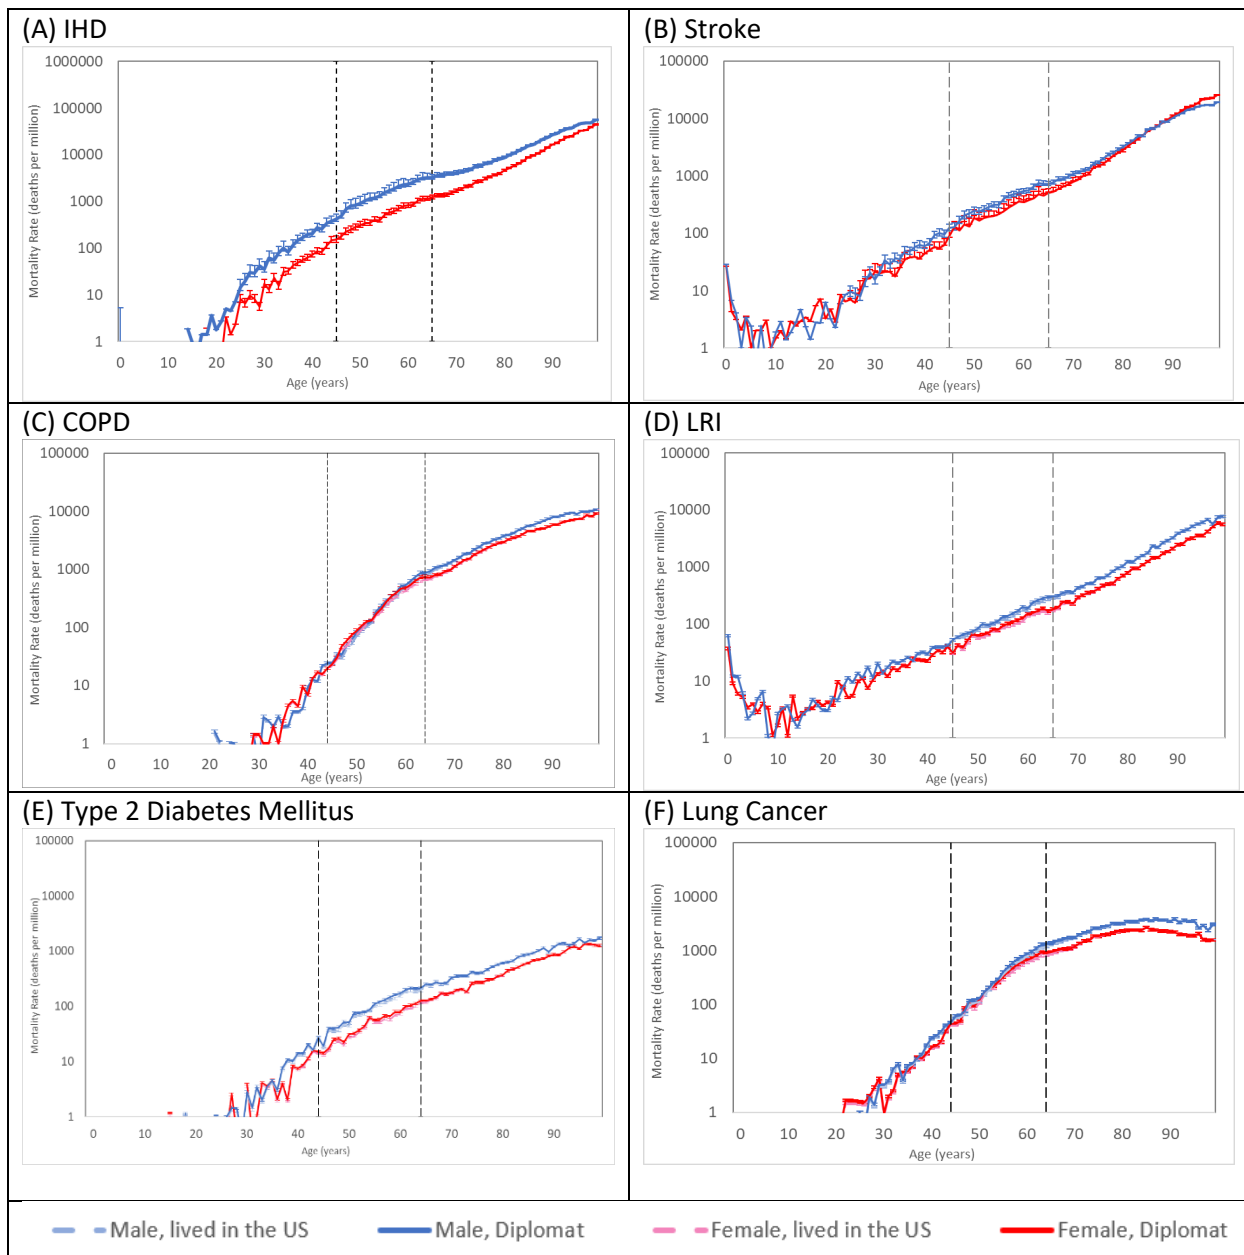 (A) IHD
Mortality Rate (deaths per million)
1000000
100000
10000
1000
100
10
1
0 10 20 30 40 50 60 70 80 90
Age (years)
(B) Stroke
Mortality Rate (deaths per million)
100000
10000
1000
100
10
1
0 10 20 30 40 50 60 70 80 90
Age (years)
(C) COPD
Mortality Rate (deaths per million)
100000
10000
1000
100
10
1
0 10 20 30 40 50 60 70 80 90
Age (years)
(D) LRI
Mortality Rate (deaths per million)
100000
10000
1000
100
10
1
0 10 20 30 40 50 60 70 80 90
Age (years)
(E) Type 2 Diabetes Mellitus
Mortality Rate (deaths per million)
100000
10000
1000
100
10
1
0 10 20 30 40 50 60 70 80 90
Age (years)
(F) Lung Cancer
Mortality Rate (deaths per million)
100000
10000
1000
100
10
1
0 10 20 30 40 50 60 70 80 90
Age (years)
Male, lived in the US Male, Diplomat Female, lived in the US Female, Diplomat